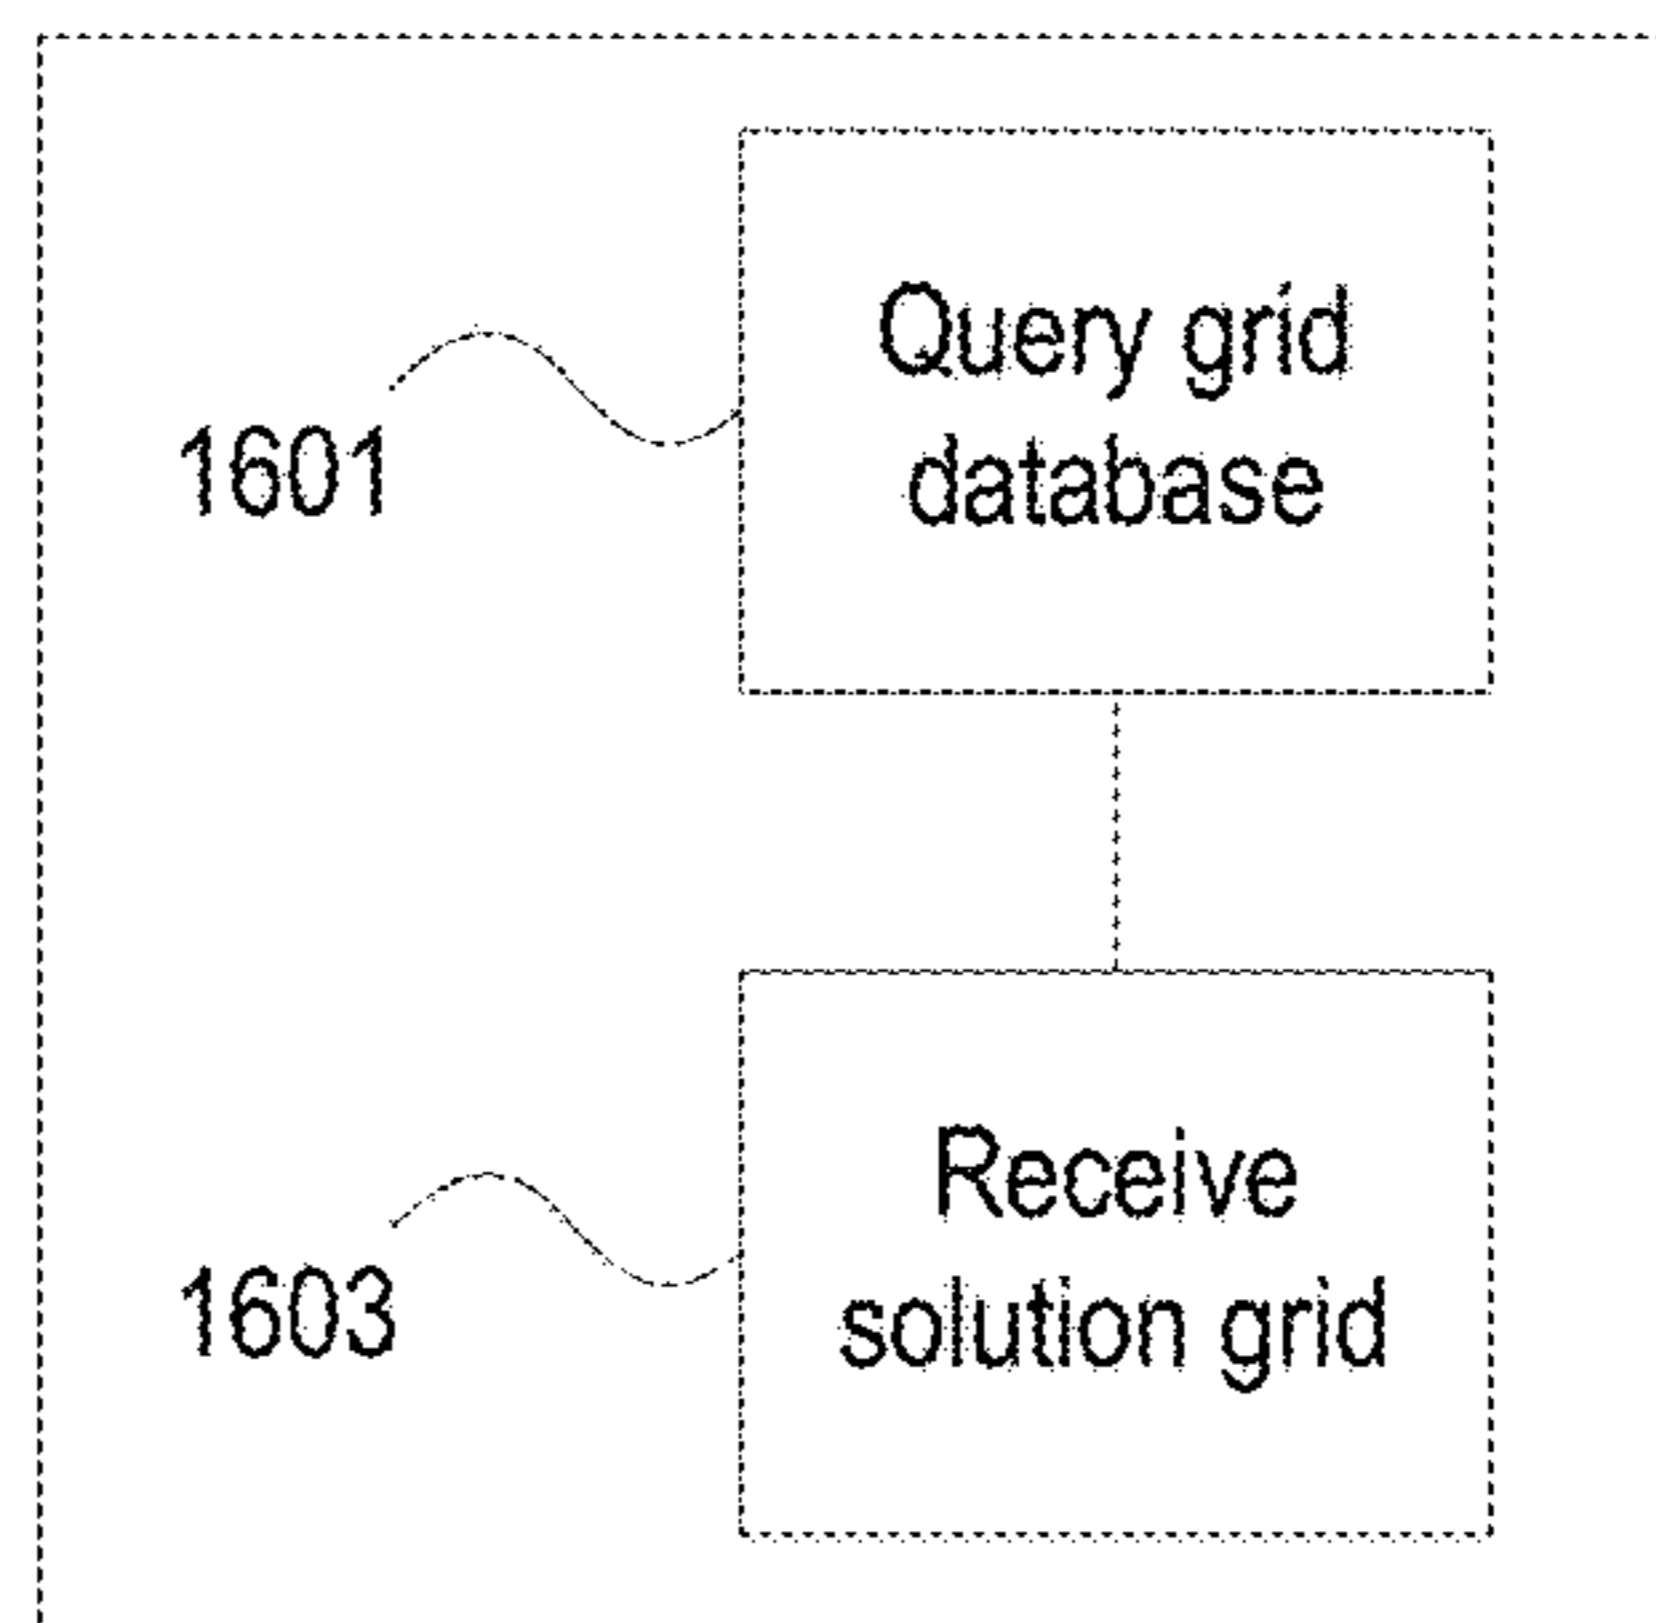 Query grid
database
1601
Receive
solution grid
1603